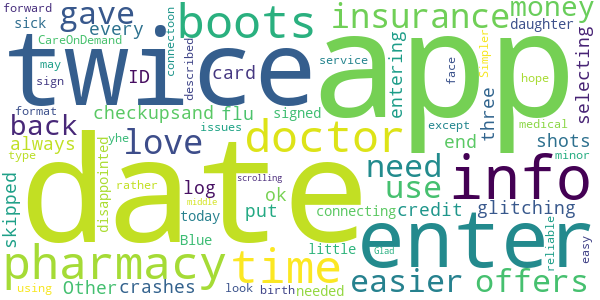 forward
sick
gave
every
boots
insurance
money
daughter
CareOnDemand
connectoon
described
may
sign
ID
card
service
face
Simpler
hope
selecting
twice
app
entering
three
format
back
checkupsand
flu
signed
except
medical
always
yhe
issues
love
doctor
end
shots
minor
type
disappointed
rather
scrolling
need
info
skipped
log
middle
ok
use
date
today
put
connecting
credit
glitching
reliable
Blue
little
Glad
enter
pharmacy
time
easier
offers
easy
Other
crashes
using
look
birth
needed